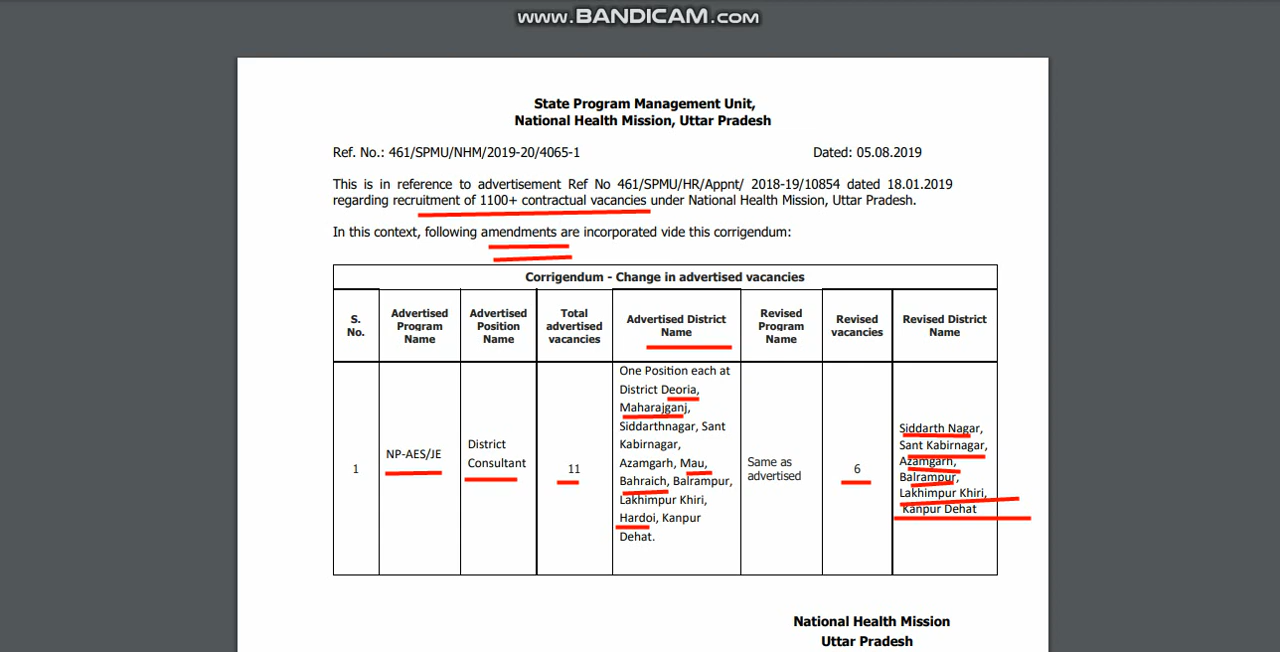 www.BANDICAM.com
State Program Management Unit,
National Health Mission, Uttar Pradesh
Ref. No.: 461/SPMU/NHM/2019-20/4065-1 Dated: 05.08.2019
This is in reference to advertisement Ref No 461/SPMU/HR/Appnt/ 2018-19/10854 dated 18.01.2019
regarding recruitment of 1100+ contractual vacancies under National Health Mission, Uttar Pradesh.
In this context, following amendments are incorporated vide this corrigendum:
Corrigendum - Change in advertised vacancies
S.
No.
Advertised
Program
Name
Advertised
Position
Name
Total
advertised
vacancies
Advertised District
Name
Revised
Program
Name
Revised
vacancies
Revised District
Name
1
NP-AES/JE
District
Consultant
11
One Position each at
District Deoria,
Maharajganj,
Siddarthnagar, Sant
Kabirnagar,
Azamgarh, Mau,
Bahraich, Balrampur,
Lakhimpur Khiri,
Hardoi, Kanpur
Dehat.
Same as
advertised
6
Siddarth Nagar,
Sant Kabirnagar,
Azamgarh,
Balrampur,
Lakhimpur Khiri,
Kanpur Dehat
National Health Mission
Uttar Pradesh